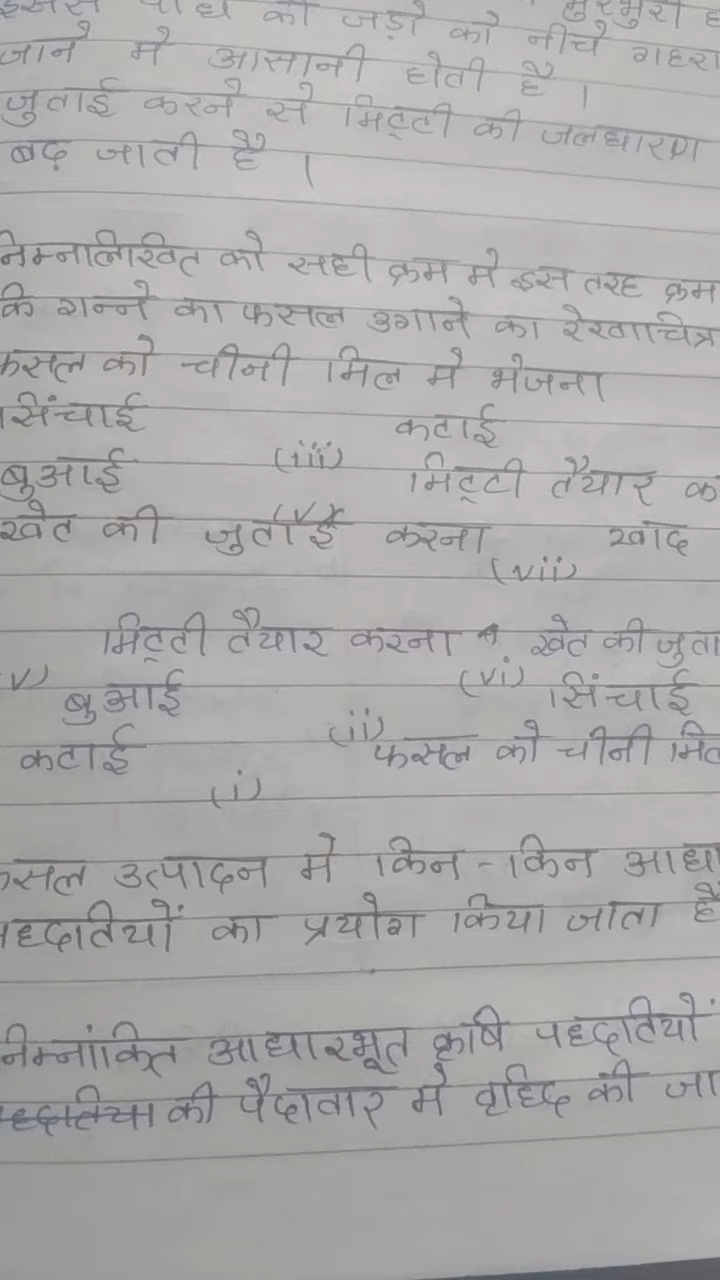 पौधे की जड़ो को नीचे गहरा
जाने मे आसानी होती है ।
जुताई करने से मिट्टी की जलधारण
बढ़ जाती है ।
निम्नलिखित को सही क्रम मे इस तरह क्रम
कि गन्ने का फसल उगाने का रेखाचित्र
फसल को चीनी मिल मे भेजना
सिंचाई (iii) कटाई
बुआई (v) मिट्टी तैयार क
खेत की जुताई करना (vii) खाद
मिट्टी तैयार करना खेत की जुता
(v) बुआई (vi) सिंचाई
कटाई (ii) फसल को चीनी मिल
(i)
फसल उत्पादन मे किन - किन आधा
पद्धतियों का प्रयोग किया जाता है
निम्नांकित आधारभूत कृषि पद्धतियों
की पैदावार मे वृद्धि की जा